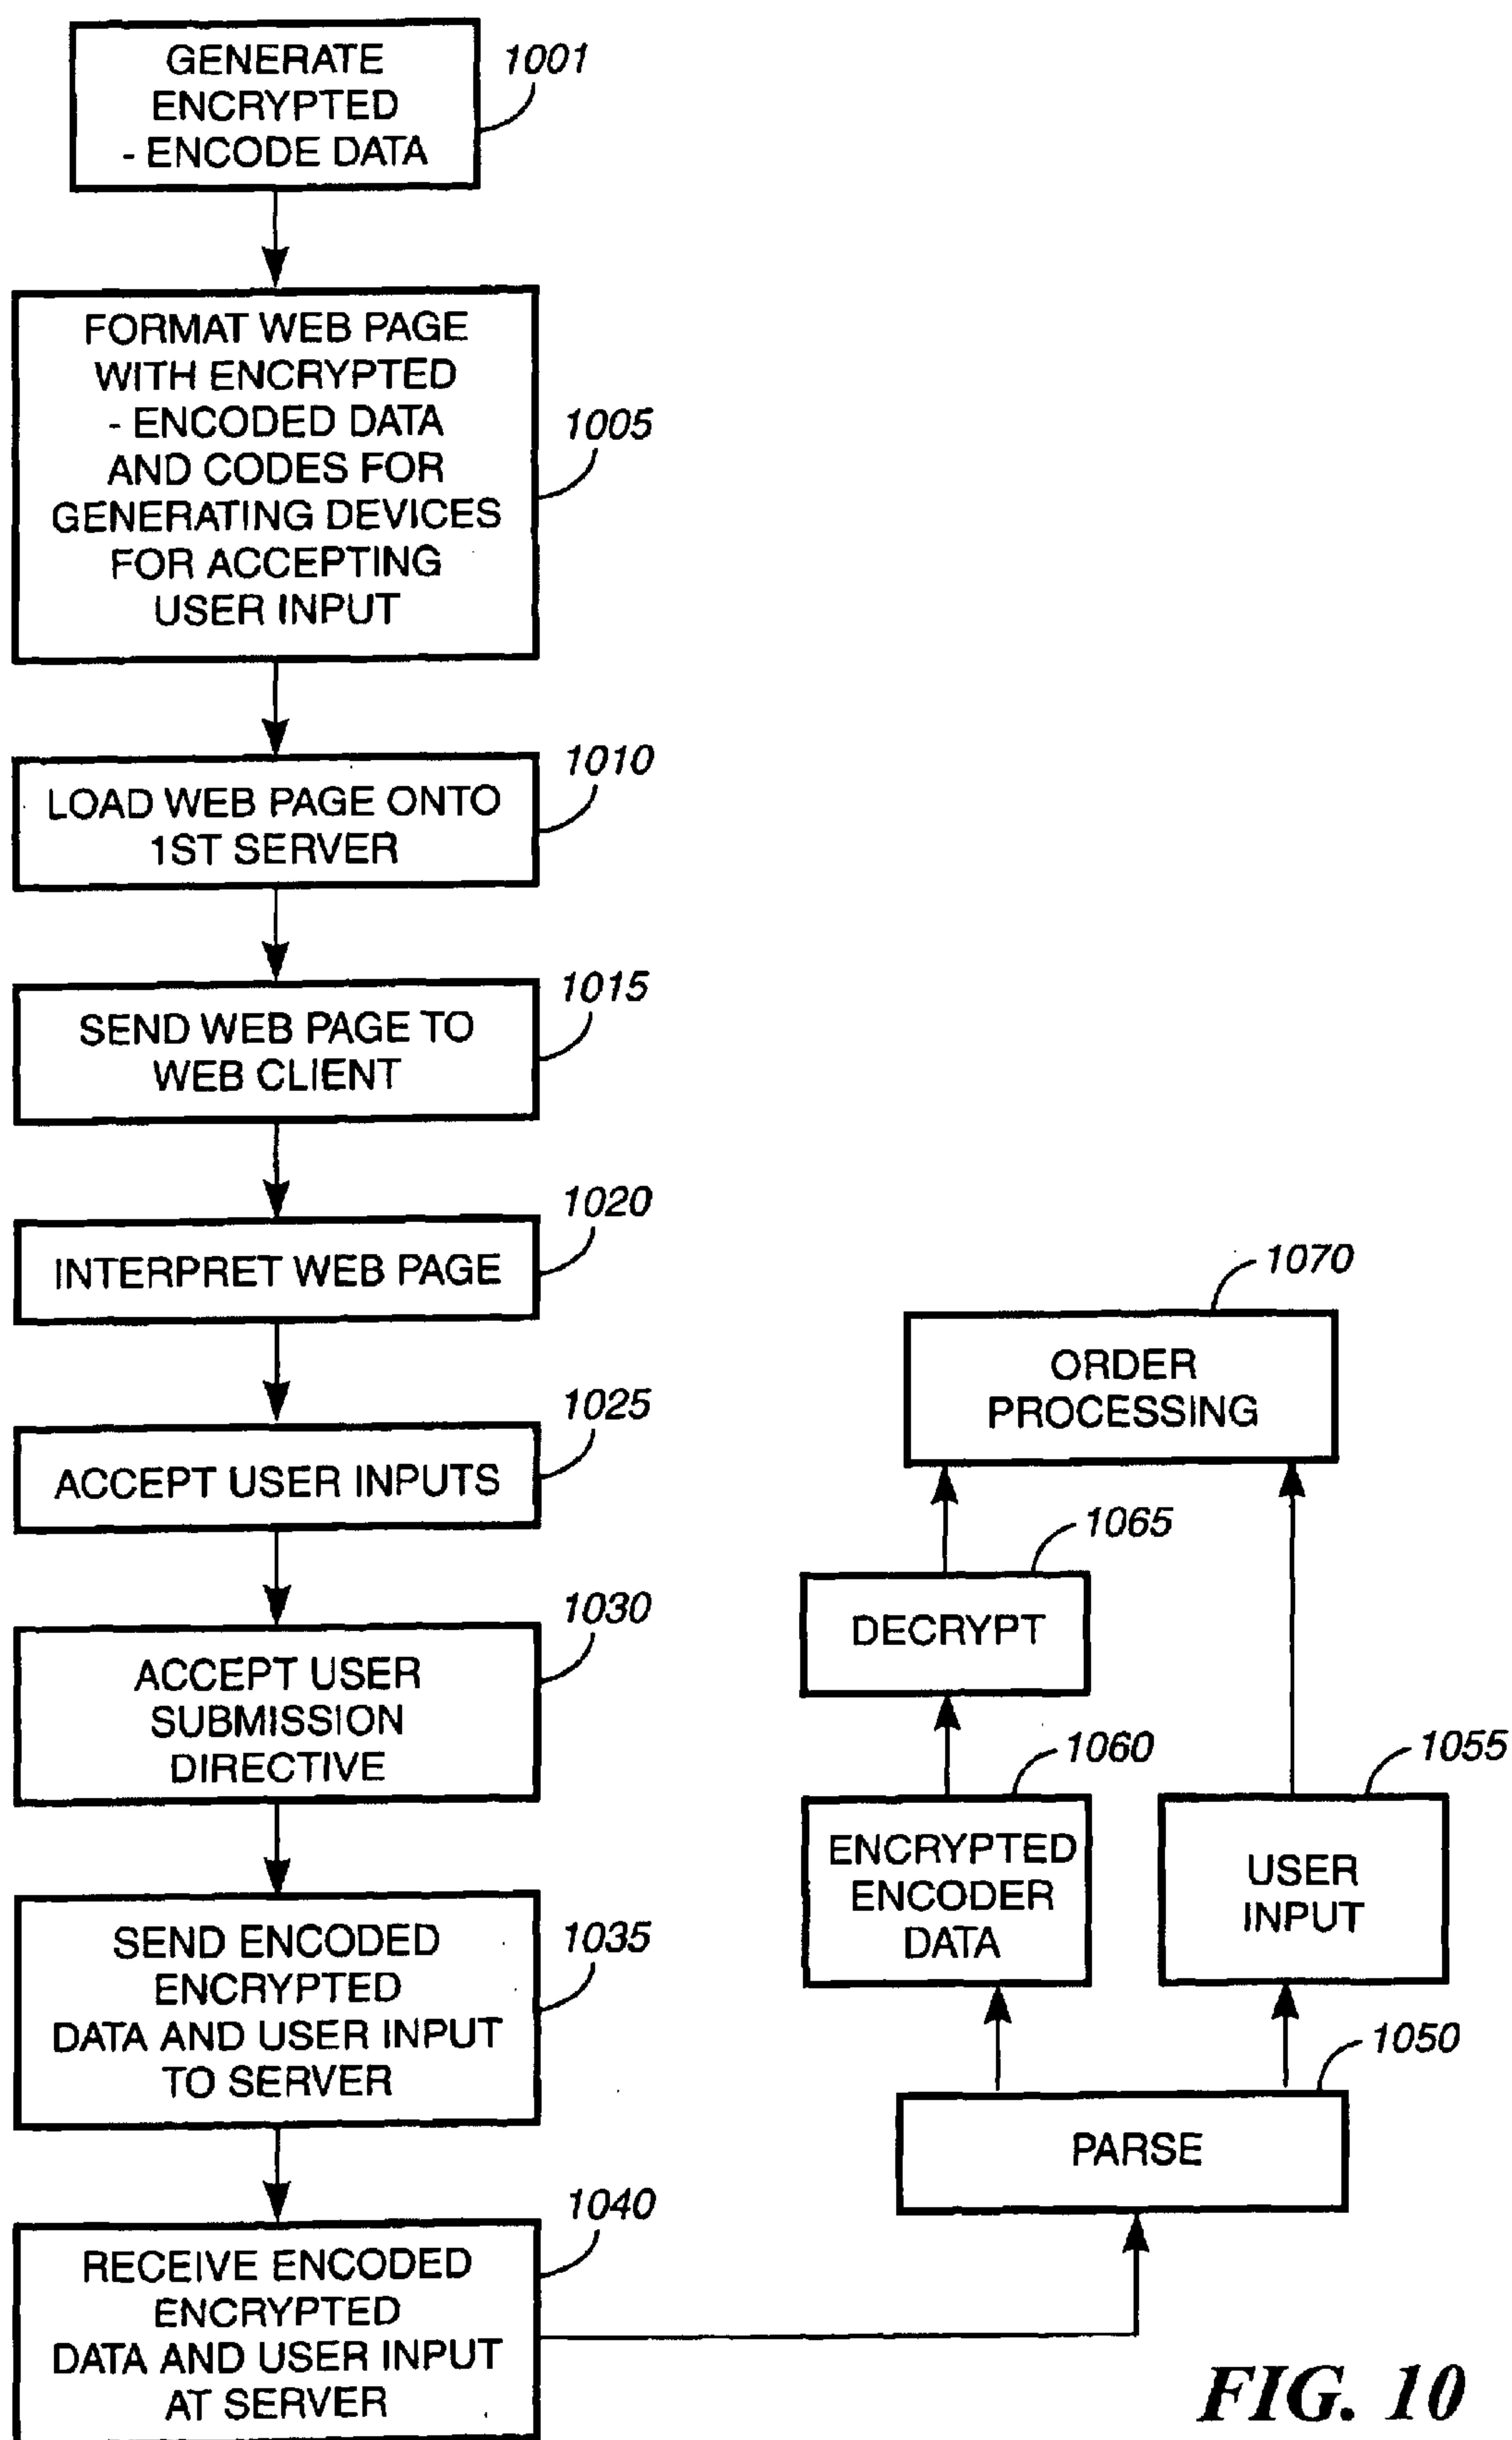 GENERATE
ENCRYPTED
- ENCODE DATA
1001
FORMAT WEB PAGE
WITH ENCRYPTED
- ENCODED DATA
AND CODES FOR
GENERATING DEVICES
FOR ACCEPTING
USER INPUT
1005
LOAD WEB PAGE ONTO
1ST SERVER
1010
SEND WEB PAGE TO
WEB CLIENT
1015
INTERPRET WEB PAGE
1020
ACCEPT USER INPUTS
1025
ACCEPT USER
SUBMISSION
DIRECTIVE
1030
SEND ENCODED
ENCRYPTED
DATA AND USER INPUT
TO SERVER
1035
RECEIVE ENCODED
ENCRYPTED
DATA AND USER INPUT
AT SERVER
1040
PARSE
1050
ENCRYPTED
ENCODER
DATA
1060
USER
INPUT
1055
DECRYPT
1065
ORDER
PROCESSING
1070
FIG. 10